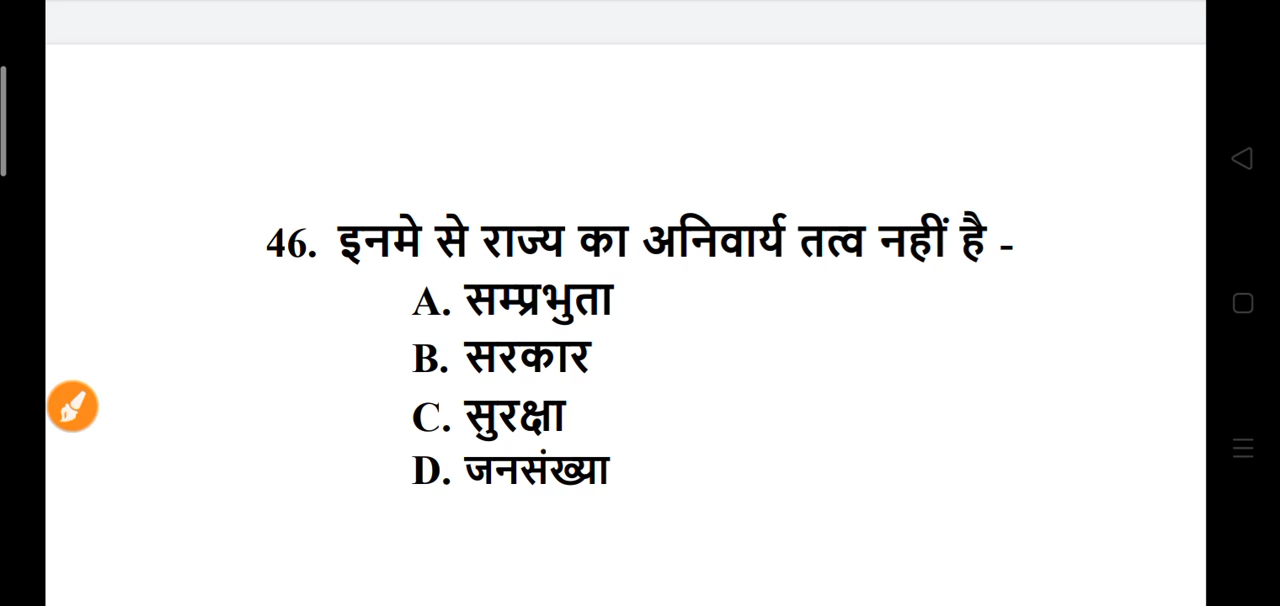 46. इनमे से राज्य का अनिवार्य तत्व नहीं है -
A. सम्प्रभुता
B. सरकार
C. सुरक्षा
D. जनसंख्या